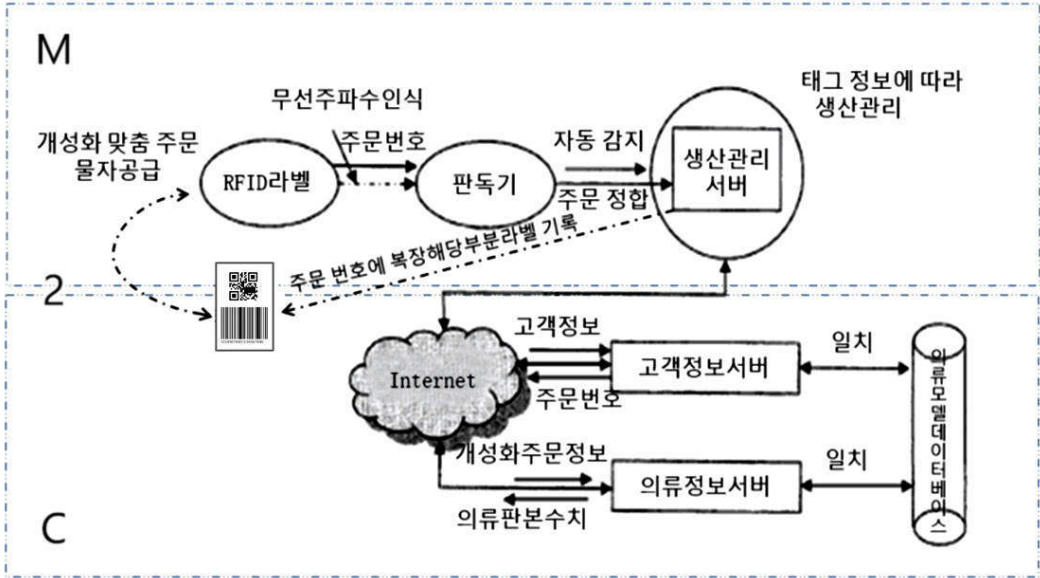 M
무선주파수인식
태그 정보에 따라
생산관리
개성화 맞춤 주문
물자공급
주문번호
자동 감지
RFID라벨
판독기
생산관리
서버
주문 정합
주문 번호에 복장해당부분라벨 기록
2
고객정보
일치
Internet
고객정보서버
주문번호
의류모델데이터베이스
개성화주문정보
일치
의류정보서버
의류판본수치
C